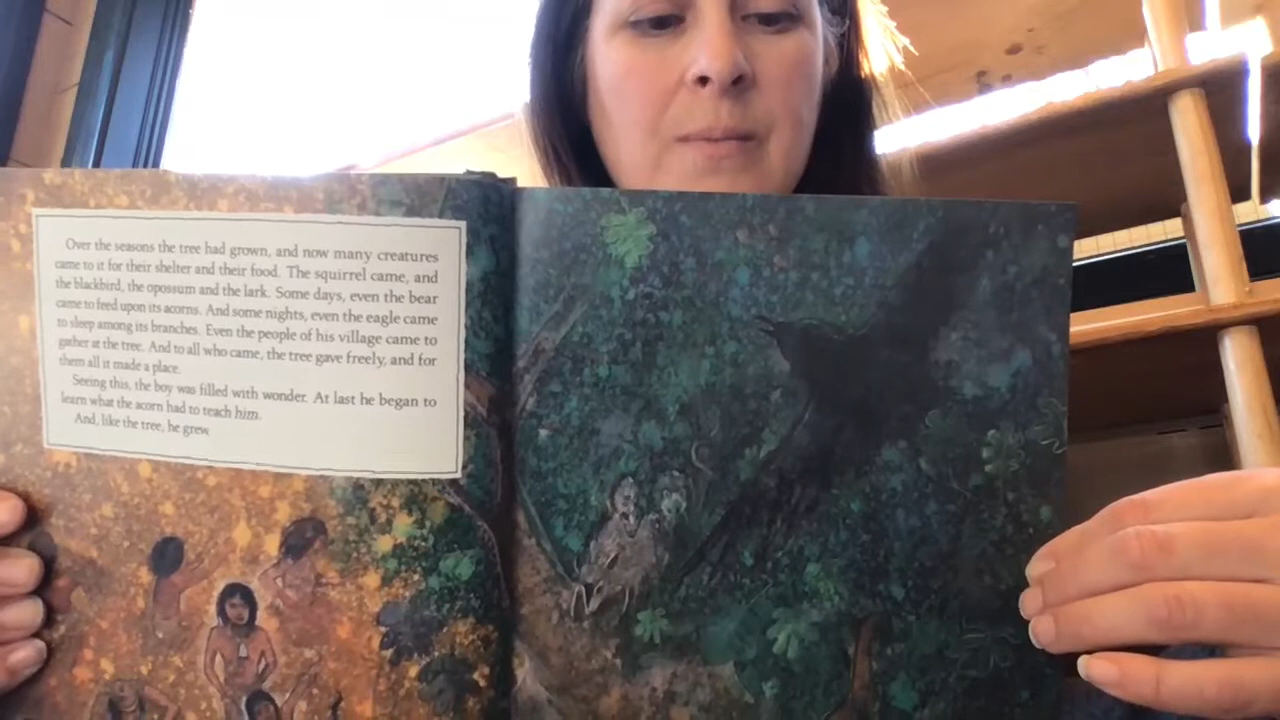 Over the seasons the tree had grown, and now many creatures
came to it for their shelter and their food. The squirrel came, and
the blackbird, the opossum and the lark. Some days, even the bear
came to feed upon its acorns. And some nights, even the eagle came
to sleep among its branches. Even the people of his village came to
gather at the tree. And to all who came, the tree gave freely, and for
them all it made a place.
Seeing this, the boy was filled with wonder. At last he began to
learn what the acorn had to teach him.
And, like the tree, he grew.